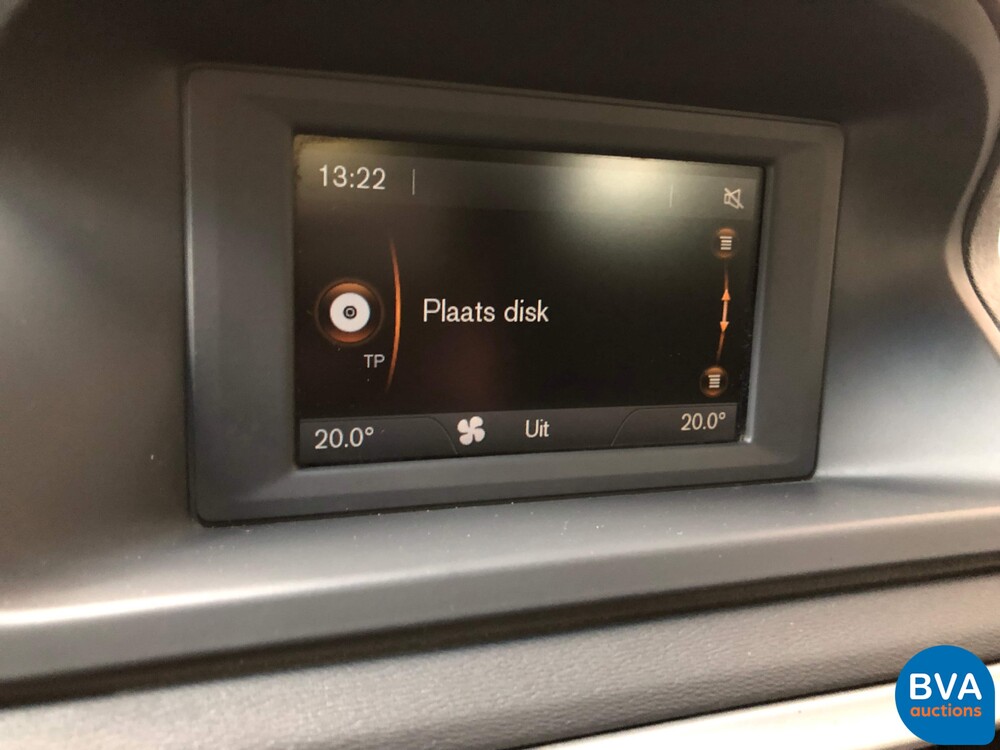 13:22
Plaats disk
TP
20.0° Uit 20.0°
BVA
auctions